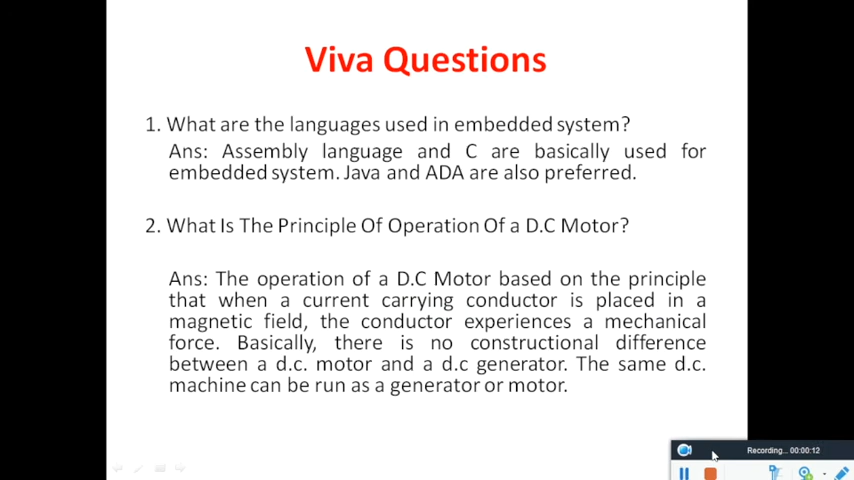 Viva Questions
1. What are the languages used in embedded system?
Ans: Assembly language and C are basically used for
embedded system. Java and ADA are also preferred.
2. What Is The Principle Of Operation Of a D.C Motor?
Ans: The operation of a D.C Motor based on the principle
that when a current carrying conductor is placed in a
magnetic field, the conductor experiences a mechanical
force. Basically, there is no constructional difference
between a d.c. motor and a d.c generator. The same d.c.
machine can be run as a generator or motor.
Recording... 00:00:12